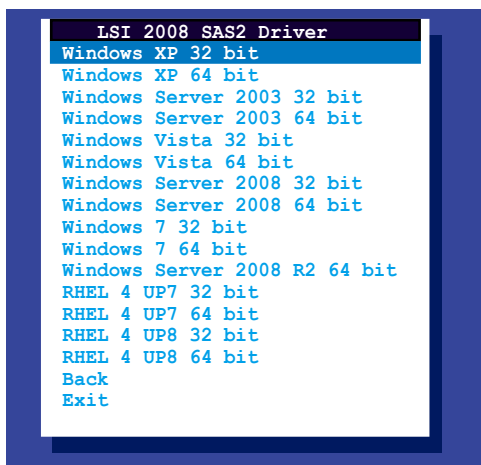 LSI 2008 SAS2 Driver
Windows XP 32 bit
Windows XP 64 bit
Windows Server 2003 32 bit
Windows Server 2003 64 bit
Windows Vista 32 bit
Windows Vista 64 bit
Windows Server 2008 32 bit
Windows Server 2008 64 bit
Windows 7 32 bit
Windows 7 64 bit
Windows Server 2008 R2 64 bit
RHEL 4 UP7 32 bit
RHEL 4 UP7 64 bit
RHEL 4 UP8 32 bit
RHEL 4 UP8 64 bit
Back
Exit